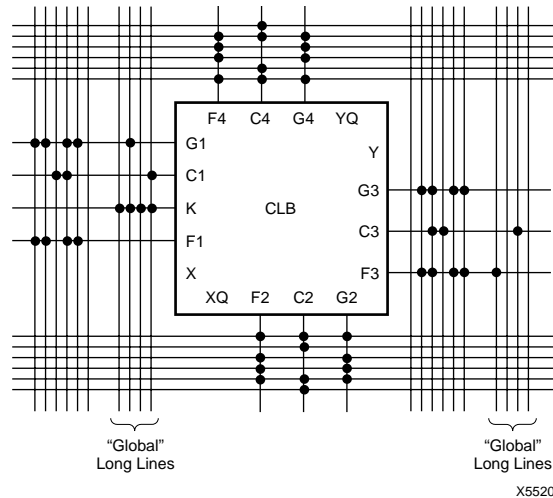 F4 C4 G4 YQ
G1
Y
C1
G3
K
CLB
C3
F1
F3
X
XQ F2 C2 G2
“Global”
Long Lines
“Global”
Long Lines
X5520